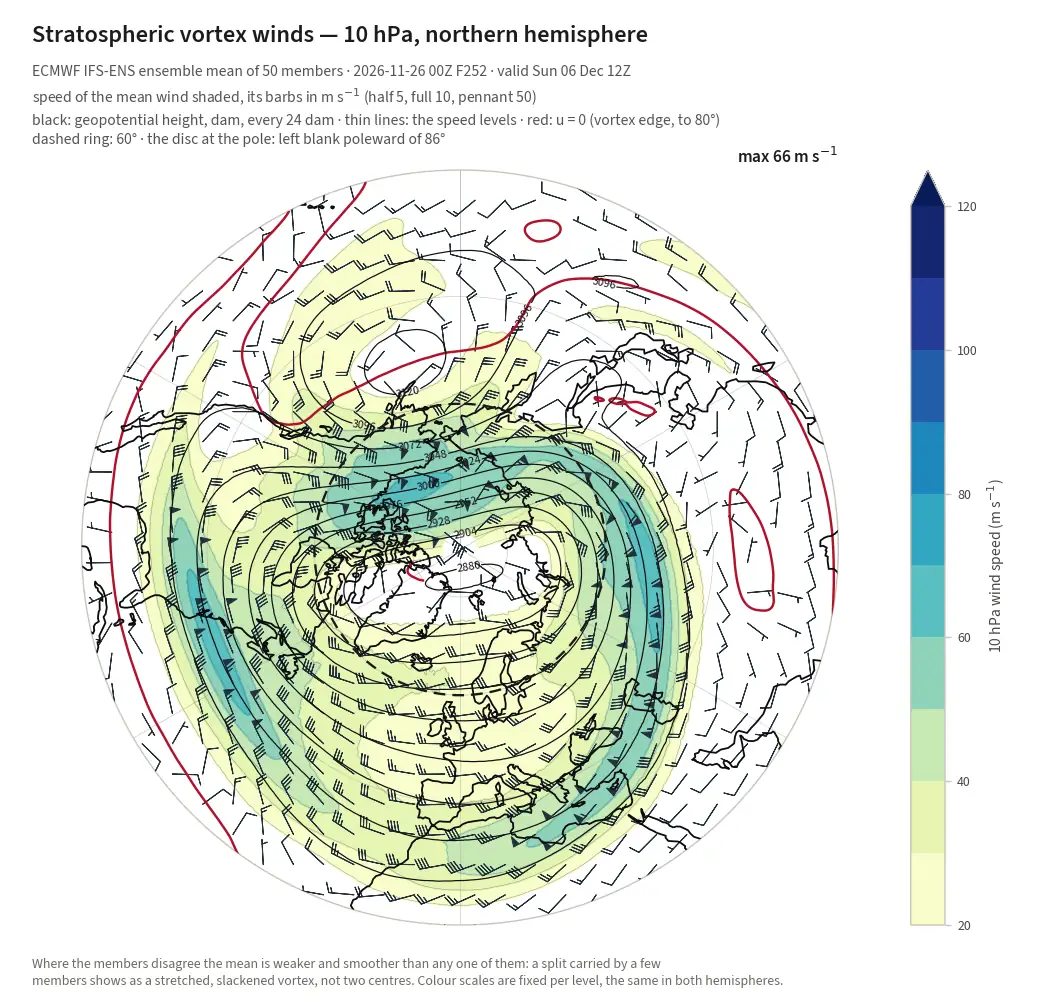 Stratospheric vortex winds — 10 hPa, northern hemisphere
ECMWF IFS-ENS ensemble mean of 50 members · 2026-11-26 00Z F252 · valid Sun 06 Dec 12Z
speed of the mean wind shaded, its barbs in m s⁻¹ (half 5, full 10, pennant 50)
black: geopotential height, dam, every 24 dam · thin lines: the speed levels · red: u = 0 (vortex edge, to 80°)
dashed ring: 60° · the disc at the pole: left blank poleward of 86°
max 66 m s⁻¹
120
100
80
60
40
20
10 hPa wind speed (m s⁻¹)
3096
3096
3120
3096
3072
3048
3024
3000
2976
2952
2928
2904
2880
Where the members disagree the mean is weaker and smoother than any one of them: a split carried by a few
members shows as a stretched, slackened vortex, not two centres. Colour scales are fixed per level, the same in both hemispheres.